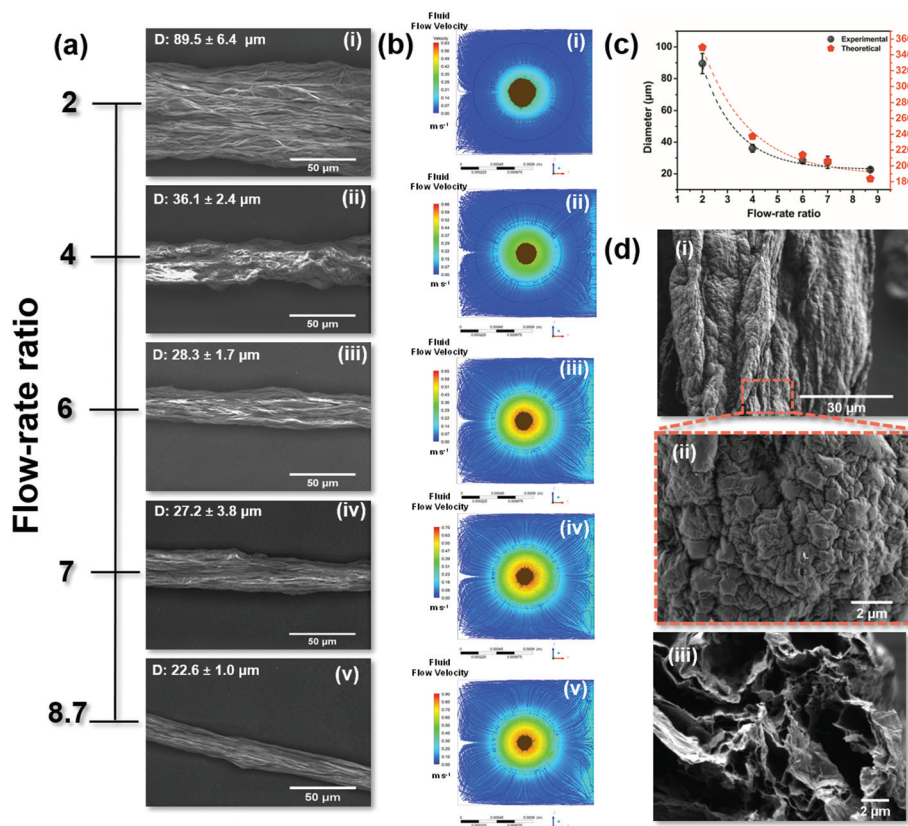 (a)
Flow-rate ratio
2
4
6
7
8.7
D: 89.5 ± 6.4 µm
(i)
50 µm
D: 36.1 ± 2.4 µm
(ii)
50 µm
D: 28.3 ± 1.7 µm
(iii)
50 µm
D: 27.2 ± 3.8 µm
(iv)
50 µm
D: 22.6 ± 1.0 µm
(v)
50 µm
(b)
Fluid
Flow Velocity
(i)
m s⁻¹
Fluid
Flow Velocity
(ii)
m s⁻¹
Fluid
Flow Velocity
(iii)
m s⁻¹
Fluid
Flow Velocity
(iv)
m s⁻¹
Fluid
Flow Velocity
(v)
m s⁻¹
(c)
Experimental
Theoretical
Diameter (µm)
100
80
60
40
20
360
340
320
300
280
260
240
220
200
180
1 2 3 4 5 6 7 8 9
Flow-rate ratio
(d)
(i)
30 µm
(ii)
2 µm
(iii)
2 µm